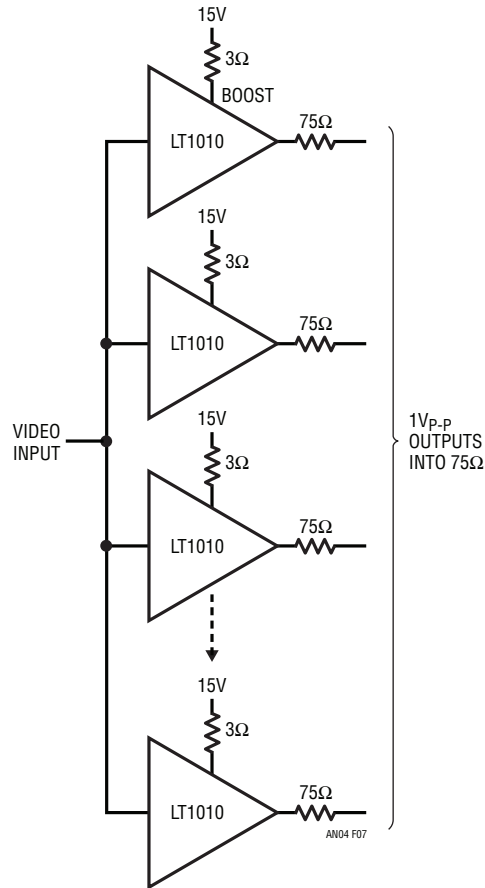 15V
3Ω
BOOST
LT1010
75Ω
15V
3Ω
LT1010
75Ω
VIDEO
INPUT
1VP-P
OUTPUTS
INTO 75Ω
15V
3Ω
LT1010
75Ω
15V
3Ω
LT1010
75Ω
AN04 F07